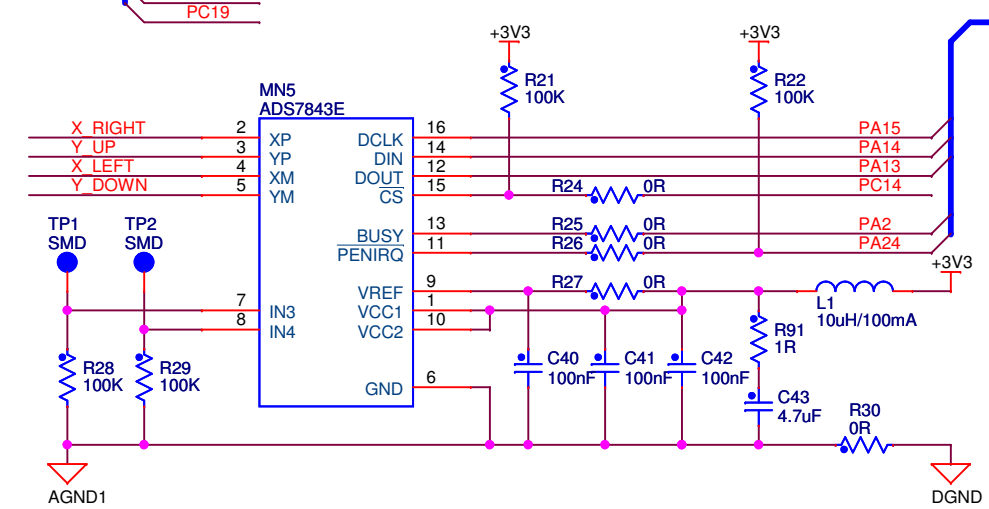 PC19
+3V3
+3V3
R21
100K
R22
100K
MN5
ADS7843E
X_RIGHT
2
XP
DCLK
16
PA15
Y_UP
3
YP
DIN
14
PA14
X_LEFT
4
XM
DOUT
12
PA13
Y_DOWN
5
YM
CS
15
R24
0R
PC14
TP1
SMD
TP2
SMD
BUSY
13
R25
0R
PA2
PENIRQ
11
R26
0R
PA24
+3V3
VREF
9
R27
0R
L1
10uH/100mA
7
IN3
VCC1
1
8
IN4
VCC2
10
R91
1R
R28
100K
R29
100K
GND
6
C40
100nF
C41
100nF
C42
100nF
C43
4.7uF
R30
0R
AGND1
DGND